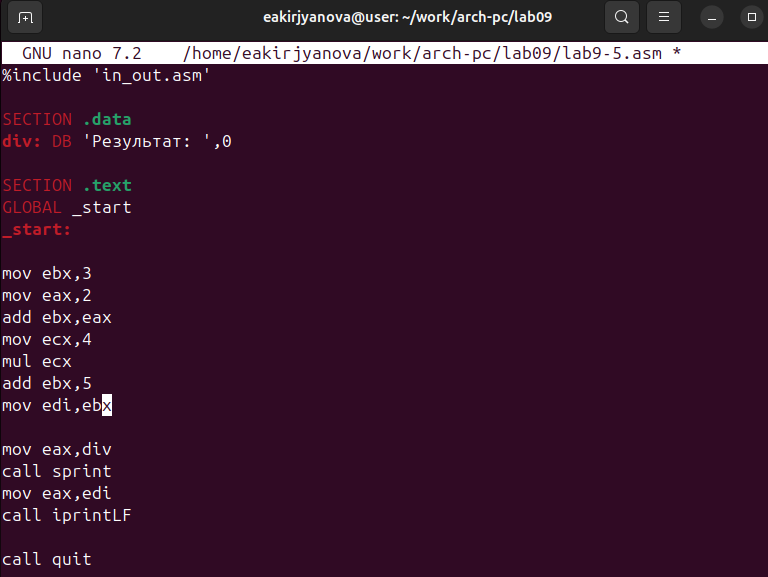 eakirjyanova@user: ~/work/arch-pc/lab09
GNU nano 7.2 /home/eakirjyanova/work/arch-pc/lab09/lab9-5.asm *
%include 'in_out.asm'
SECTION .data
div: DB 'Результат: ',0
SECTION .text
GLOBAL _start
_start:
mov ebx,3
mov eax,2
add ebx,eax
mov ecx,4
mul ecx
add ebx,5
mov edi,ebx
mov eax,div
call sprint
mov eax,edi
call iprintLF
call quit